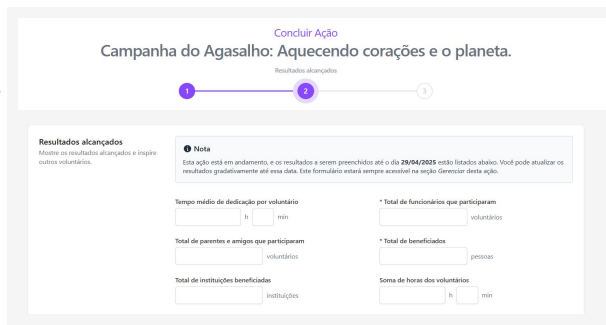 Concluir Ação
Campanha do Agasalho: Aquecendo corações e o planeta.
Resultados alcançados
1
2
3
Resultados alcançados
Mostre os resultados alcançados e inspire
outros voluntários.
Nota
Esta ação está em andamento, e os resultados a serem preenchidos até o dia 29/04/2025 estão listados abaixo. Você pode atualizar os
resultados gradativamente até essa data. Este formulário estará sempre acessível na seção Gerenciar desta ação.
Tempo médio de dedicação por voluntário
h min
* Total de funcionários que participaram
voluntários
Total de parentes e amigos que participaram
voluntários
* Total de beneficiados
pessoas
Total de instituições beneficiadas
instituições
Soma de horas dos voluntários
h min